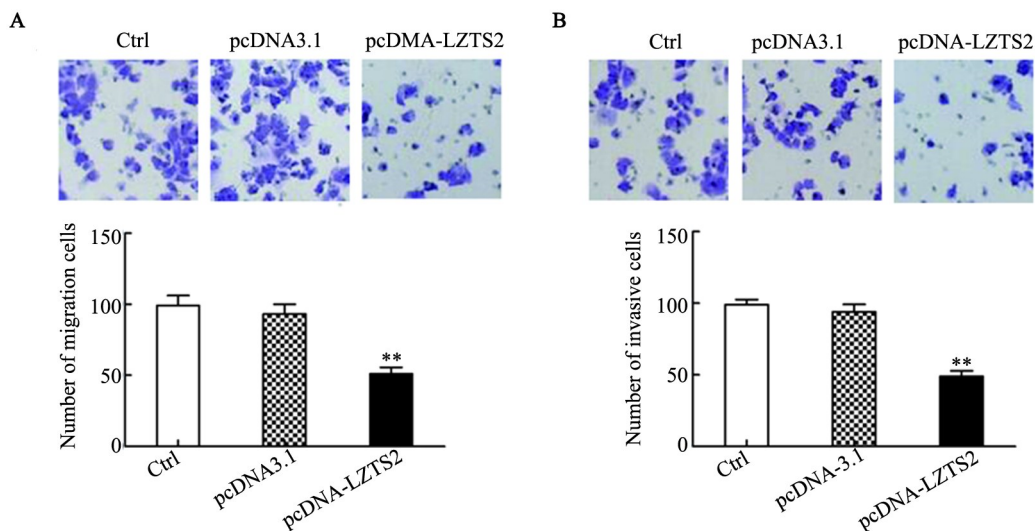 A
Ctrl pcDNA3.1 pcDMA-LZTS2
Number of migration cells
150
100
50
0
**
Ctrl
pcDNA3.1
pcDNA-LZTS2
B
Ctrl pcDNA3.1 pcDNA-LZTS2
Number of invasive cells
150
100
50
0
**
Ctrl
pcDNA-3.1
pcDNA-LZTS2